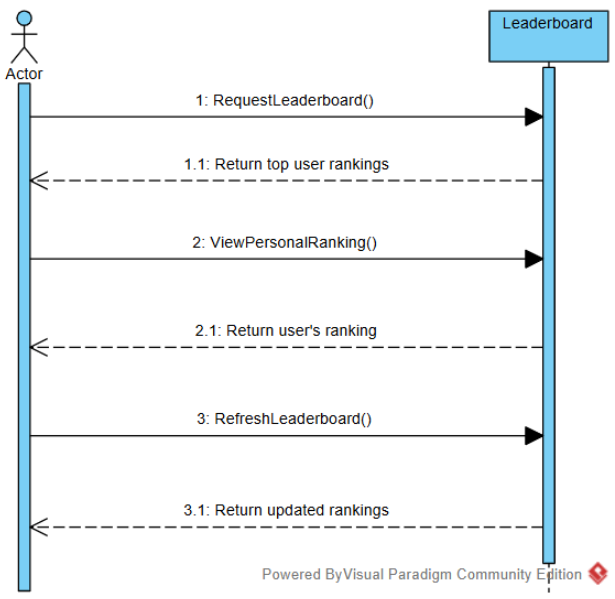 Leaderboard
Actor
1: RequestLeaderboard()
1.1: Return top user rankings
2: ViewPersonalRanking()
2.1: Return user's ranking
3: RefreshLeaderboard()
3.1: Return updated rankings
Powered ByVisual Paradigm Community Edition